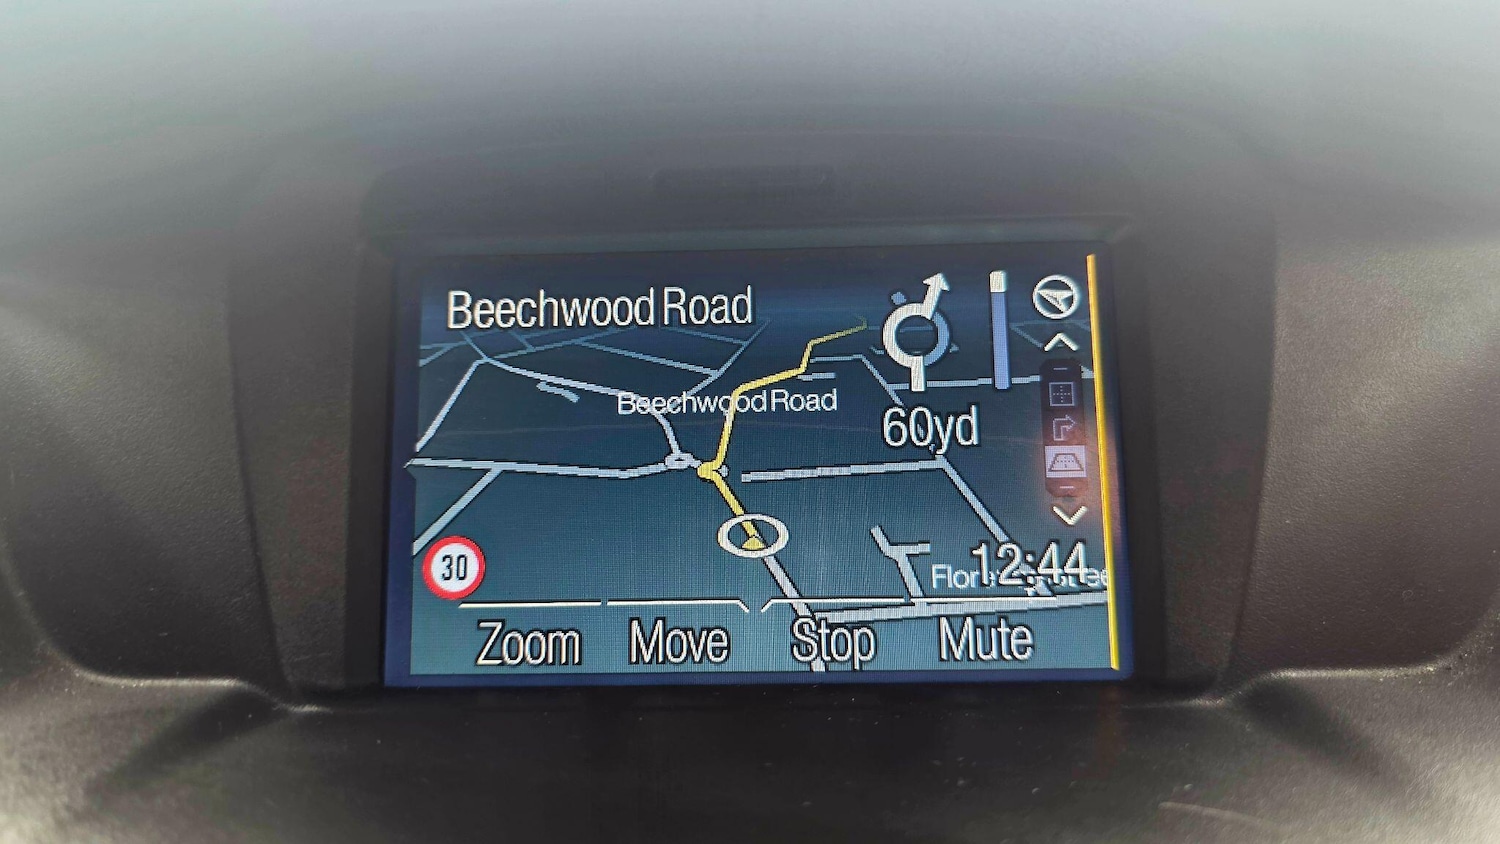 Beechwood Road
Beechwood Road
60yd
30
12:44
Zoom Move Stop Mute